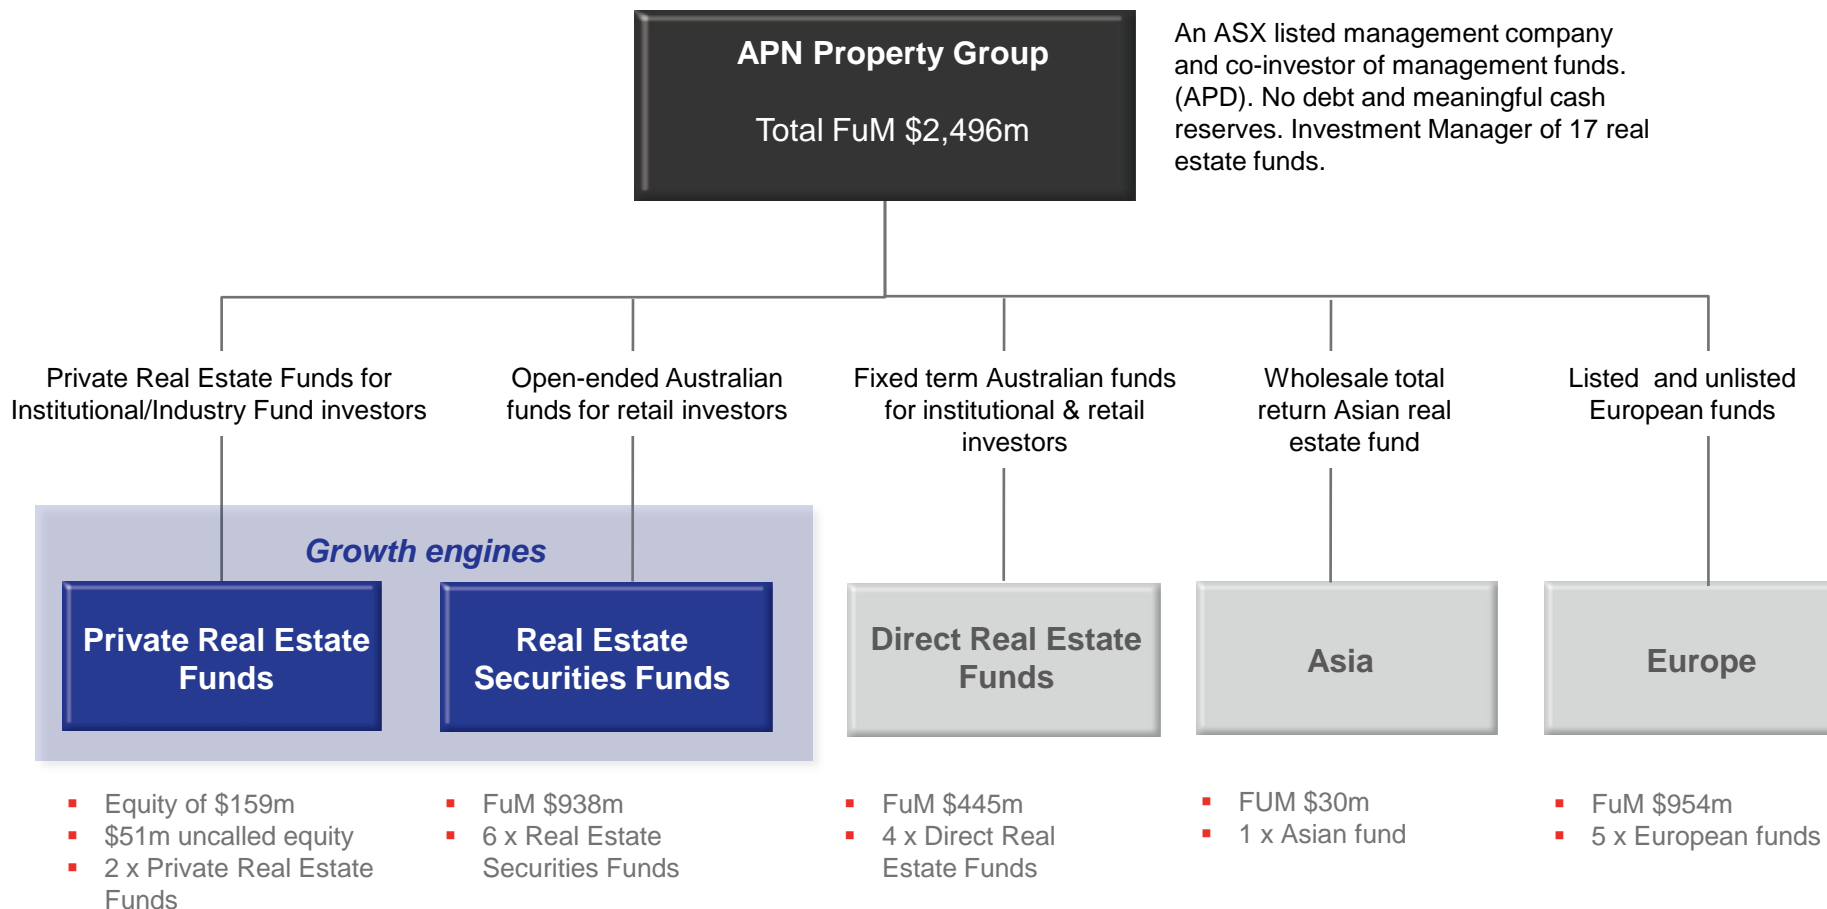 APN Property Group
Total FuM $2,496m
An ASX listed management company
and co-investor of management funds.
(APD). No debt and meaningful cash
reserves. Investment Manager of 17 real
estate funds.
Private Real Estate Funds for
Institutional/Industry Fund investors
Open-ended Australian
funds for retail investors
Fixed term Australian funds
for institutional & retail
investors
Wholesale total
return Asian real
estate fund
Listed and unlisted
European funds
Growth engines
Private Real Estate
Funds
Real Estate
Securities Funds
Direct Real Estate
Funds
Asia
Europe
▪ Equity of $159m
▪ $51m uncalled equity
▪ 2 x Private Real Estate
Funds
▪ FuM $938m
▪ 6 x Real Estate
Securities Funds
▪ FuM $445m
▪ 4 x Direct Real
Estate Funds
▪ FUM $30m
▪ 1 x Asian fund
▪ FuM $954m
▪ 5 x European funds